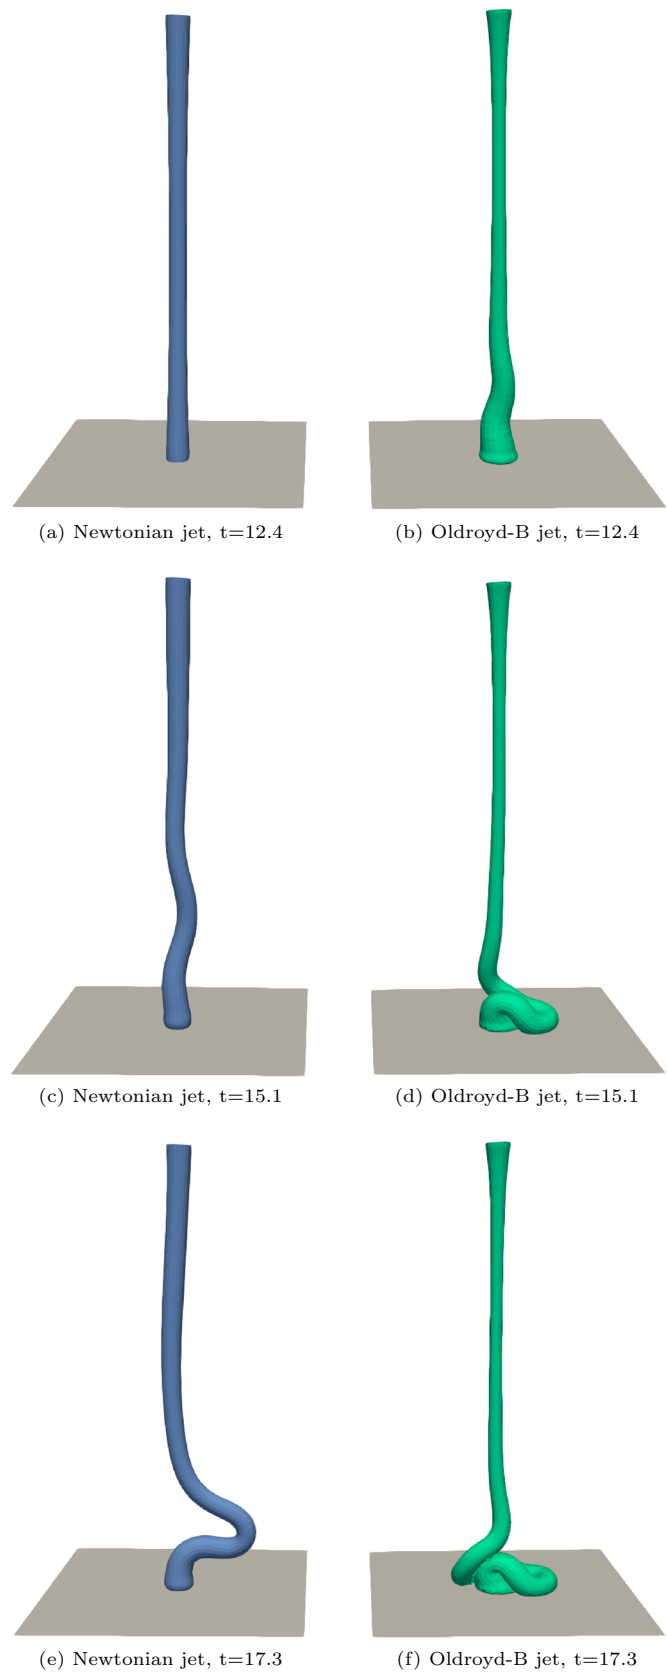 (a) Newtonian jet, t=12.4
(b) Oldroyd-B jet, t=12.4
(c) Newtonian jet, t=15.1
(d) Oldroyd-B jet, t=15.1
(e) Newtonian jet, t=17.3
(f) Oldroyd-B jet, t=17.3